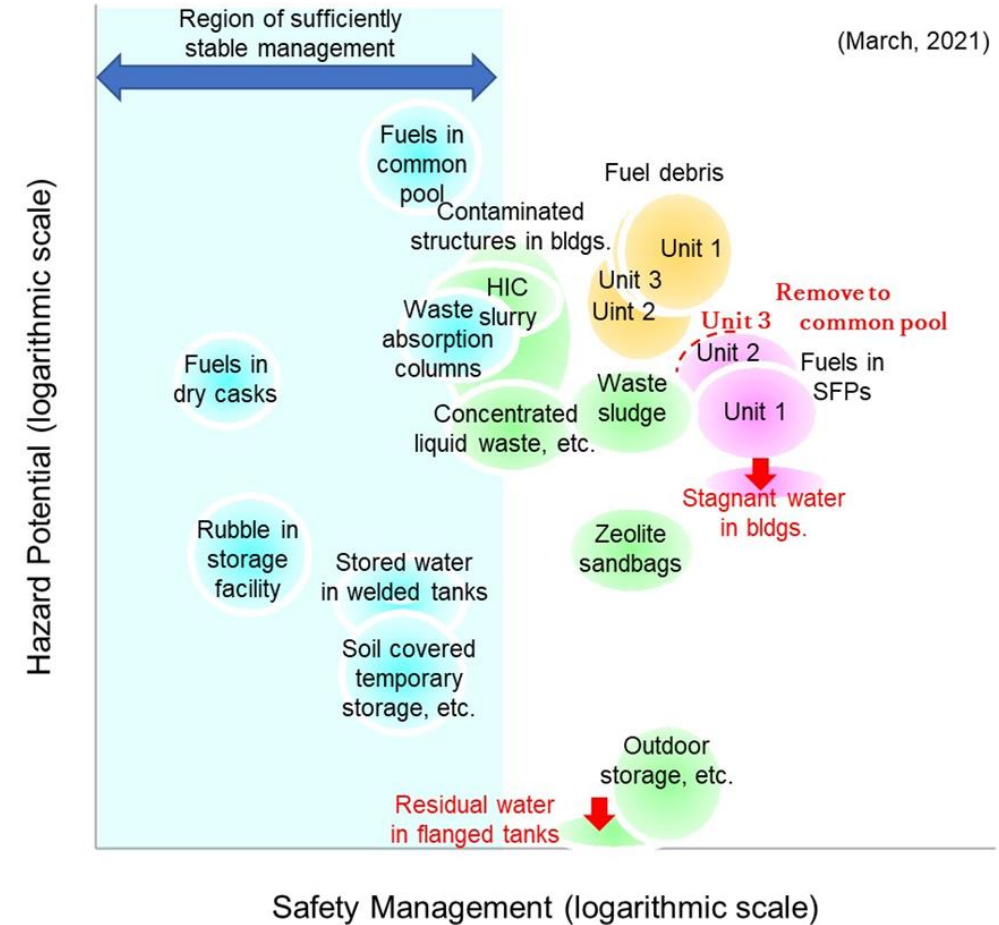 Region of sufficiently
stable management
(March, 2021)
Fuels in
common
pool
Fuel debris
Contaminated
structures in bldgs.
Unit 1
HIC
slurry
Unit 3
Uint 2
Remove to
common pool
Unit 3
Waste
absorption
columns
Unit 2
Fuels in
SFPs
Fuels in
dry casks
Waste
sludge
Unit 1
Concentrated
liquid waste, etc.
Stagnant water
in bldgs.
Rubble in
storage
facility
Zeolite
sandbags
Stored water
in welded tanks
Soil covered
temporary
storage, etc.
Outdoor
storage, etc.
Residual water
in flanged tanks
Hazard Potential (logarithmic scale)
Safety Management (logarithmic scale)